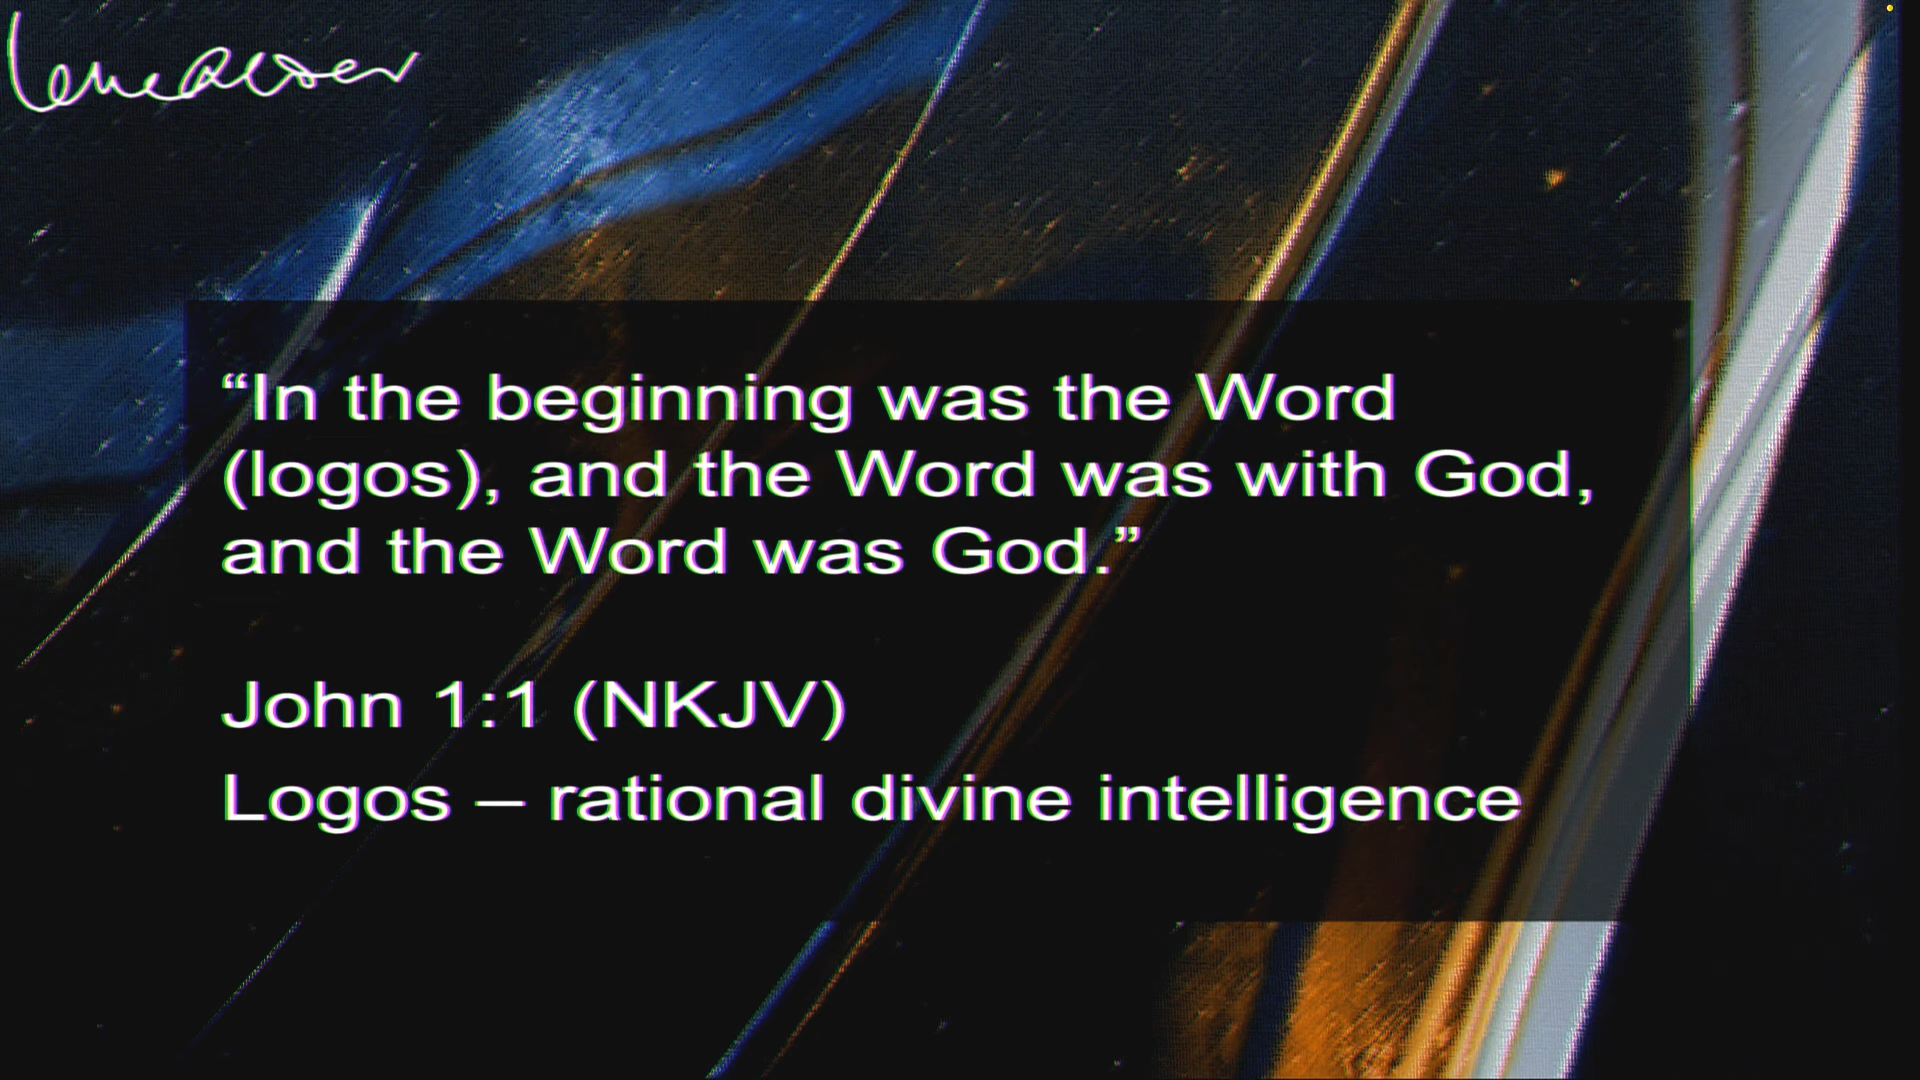 “In the beginning was the Word
(logos), and the Word was with God,
and the Word was God.”
John 1:1 (NKJV)
Logos – rational divine intelligence